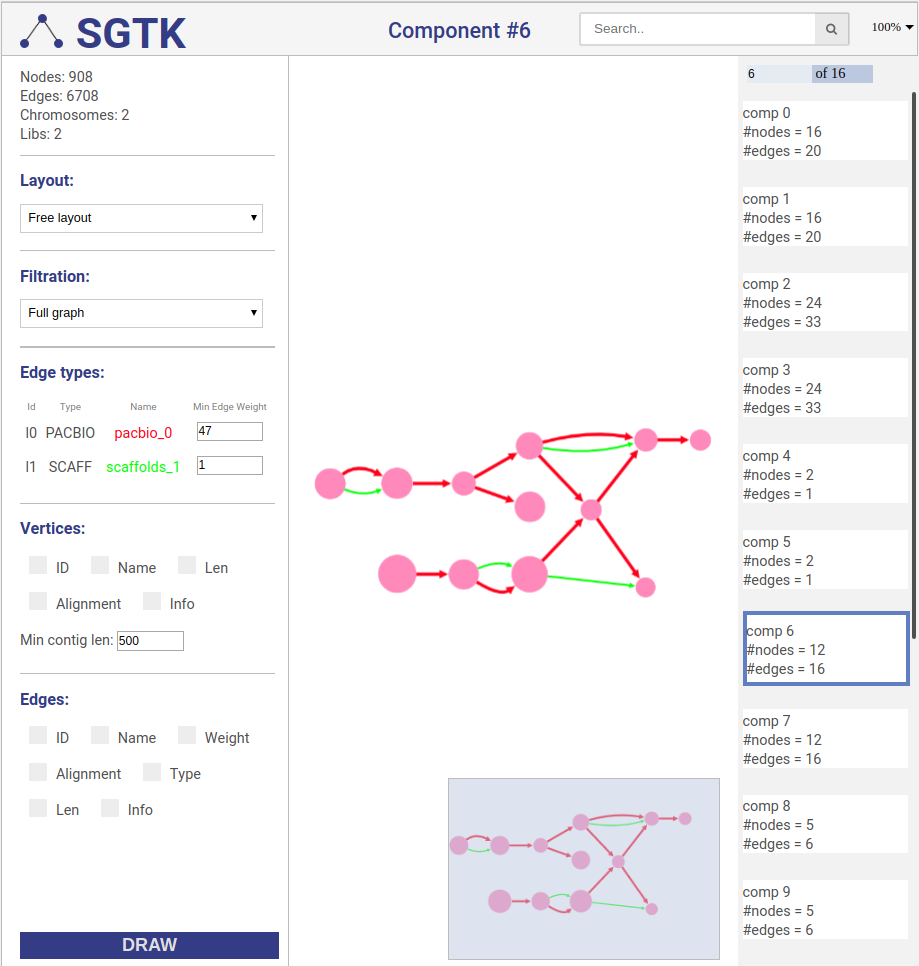 SGTK
Component #6
Search..
100%
Nodes: 908
Edges: 6708
Chromosomes: 2
Libs: 2
Layout:
Free layout
Filtration:
Full graph
Edge types:
Id Type Name Min Edge Weight
l0 PACBIO pacbio_0 47
l1 SCAFF scaffolds_1 1
Vertices:
ID Name Len
Alignment Info
Min contig len: 500
Edges:
ID Name Weight
Alignment Type
Len Info
DRAW
6 of 16
comp 0
#nodes = 16
#edges = 20
comp 1
#nodes = 16
#edges = 20
comp 2
#nodes = 24
#edges = 33
comp 3
#nodes = 24
#edges = 33
comp 4
#nodes = 2
#edges = 1
comp 5
#nodes = 2
#edges = 1
comp 6
#nodes = 12
#edges = 16
comp 7
#nodes = 12
#edges = 16
comp 8
#nodes = 5
#edges = 6
comp 9
#nodes = 5
#edges = 6